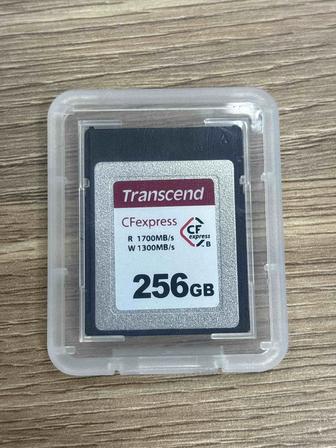 Transcend
CFexpress
R 1700MB/s
W 1300MB/s
CF
express
B
256GB